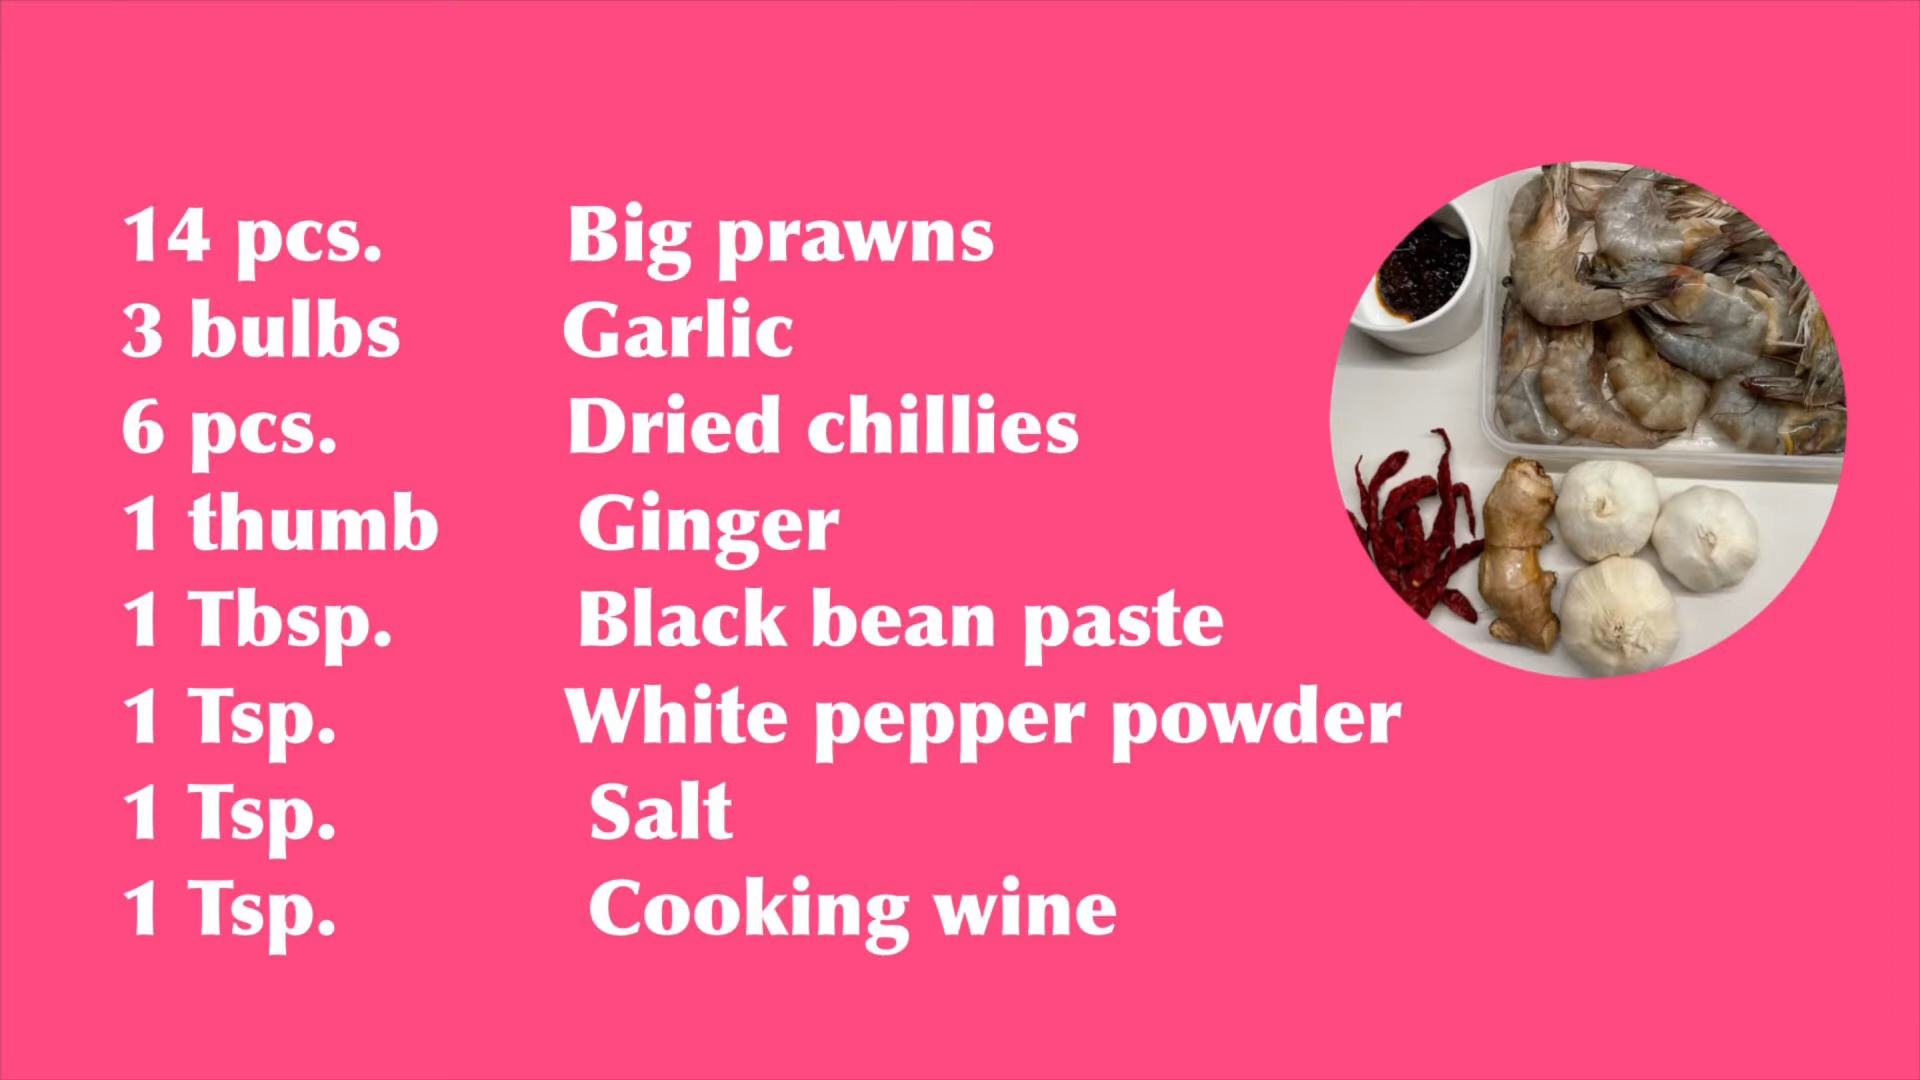 14 pcs. Big prawns
3 bulbs Garlic
6 pcs. Dried chillies
1 thumb Ginger
1 Tbsp. Black bean paste
1 Tsp. White pepper powder
1 Tsp. Salt
1 Tsp. Cooking wine